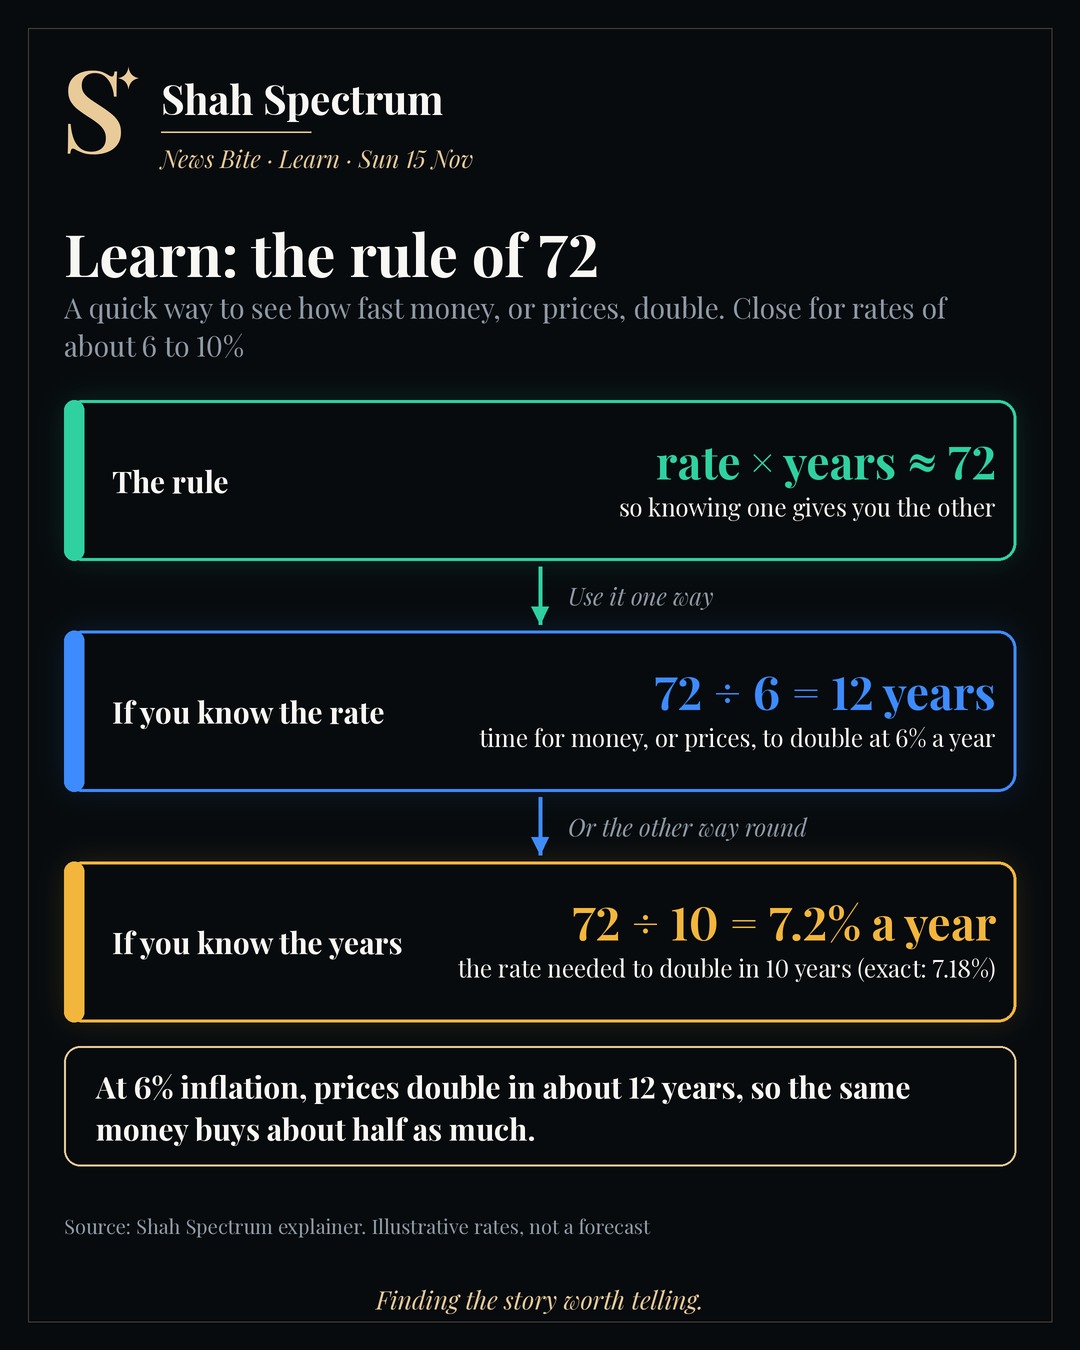 S
Shah Spectrum
News Bite · Learn · Sun 15 Nov
Learn: the rule of 72
A quick way to see how fast money, or prices, double. Close for rates of
about 6 to 10%
The rule
rate × years ≈ 72
so knowing one gives you the other
Use it one way
If you know the rate
72 ÷ 6 = 12 years
time for money, or prices, to double at 6% a year
Or the other way round
If you know the years
72 ÷ 10 = 7.2% a year
the rate needed to double in 10 years (exact: 7.18%)
At 6% inflation, prices double in about 12 years, so the same
money buys about half as much.
Source: Shah Spectrum explainer. Illustrative rates, not a forecast
Finding the story worth telling.